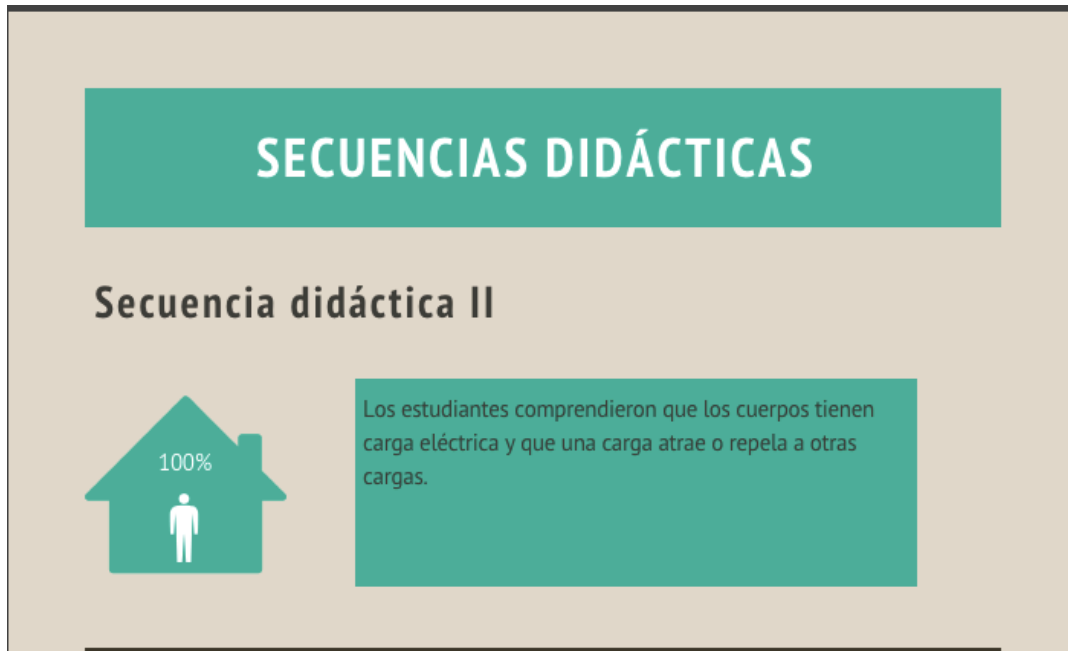 SECUENCIAS DIDÁCTICAS
Secuencia didáctica II
100%
Los estudiantes comprendieron que los cuerpos tienen
carga eléctrica y que una carga atrae o repela a otras
cargas.